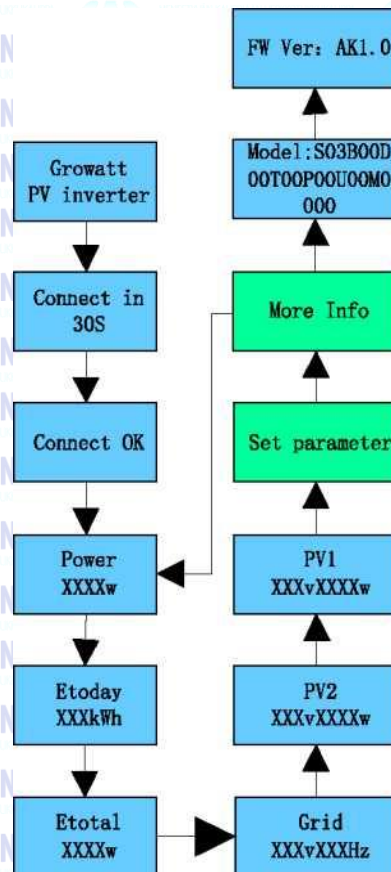 FW Ver: AK1.0
Model:S03B00D
00T00P00U00M0
000
Growatt
PV inverter
Connect in
30S
More Info
Connect OK
Set parameter
Power
XXXXw
PV1
XXXvXXXXw
Etoday
XXXkWh
PV2
XXXvXXXXw
Etotal
XXXXw
Grid
XXXvXXXHz